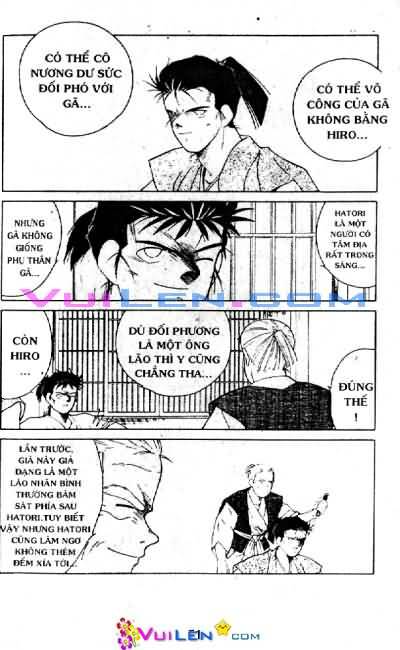 CÓ THỂ CÔ
NƯƠNG DƯ SỨC
ĐỐI PHÓ VỚI
GÃ...
CÓ THỂ VÕ
CÔNG CỦA GÃ
KHÔNG BẰNG
HIRO...
NHƯNG
GÃ KHÔNG
GIỐNG
PHỤ THÂN
GÃ...
HATORI
LÀ MỘT
NGƯỜI CÓ
TÂM ĐỊA
RẤT TRONG
SÁNG...
VUILEN.COM
CÒN
HIRO...
DÙ ĐỐI PHƯƠNG
LÀ MỘT ÔNG
LÃO THÌ Y CŨNG
CHẲNG THA...
ĐÚNG
THẾ
!
LẦN TRƯỚC,
GIÀ NÀY GIẢ
DẠNG LÀ MỘT
LÃO NHÂN BÌNH
THƯỜNG BÁM
SÁT PHÍA SAU
HATORI.TUY BIẾT
VẬY NHƯNG HATORI
CŨNG LÀM NGƠ
KHÔNG THÈM
ĐẾM XỈA TỚI...
51
VUILEN.COM